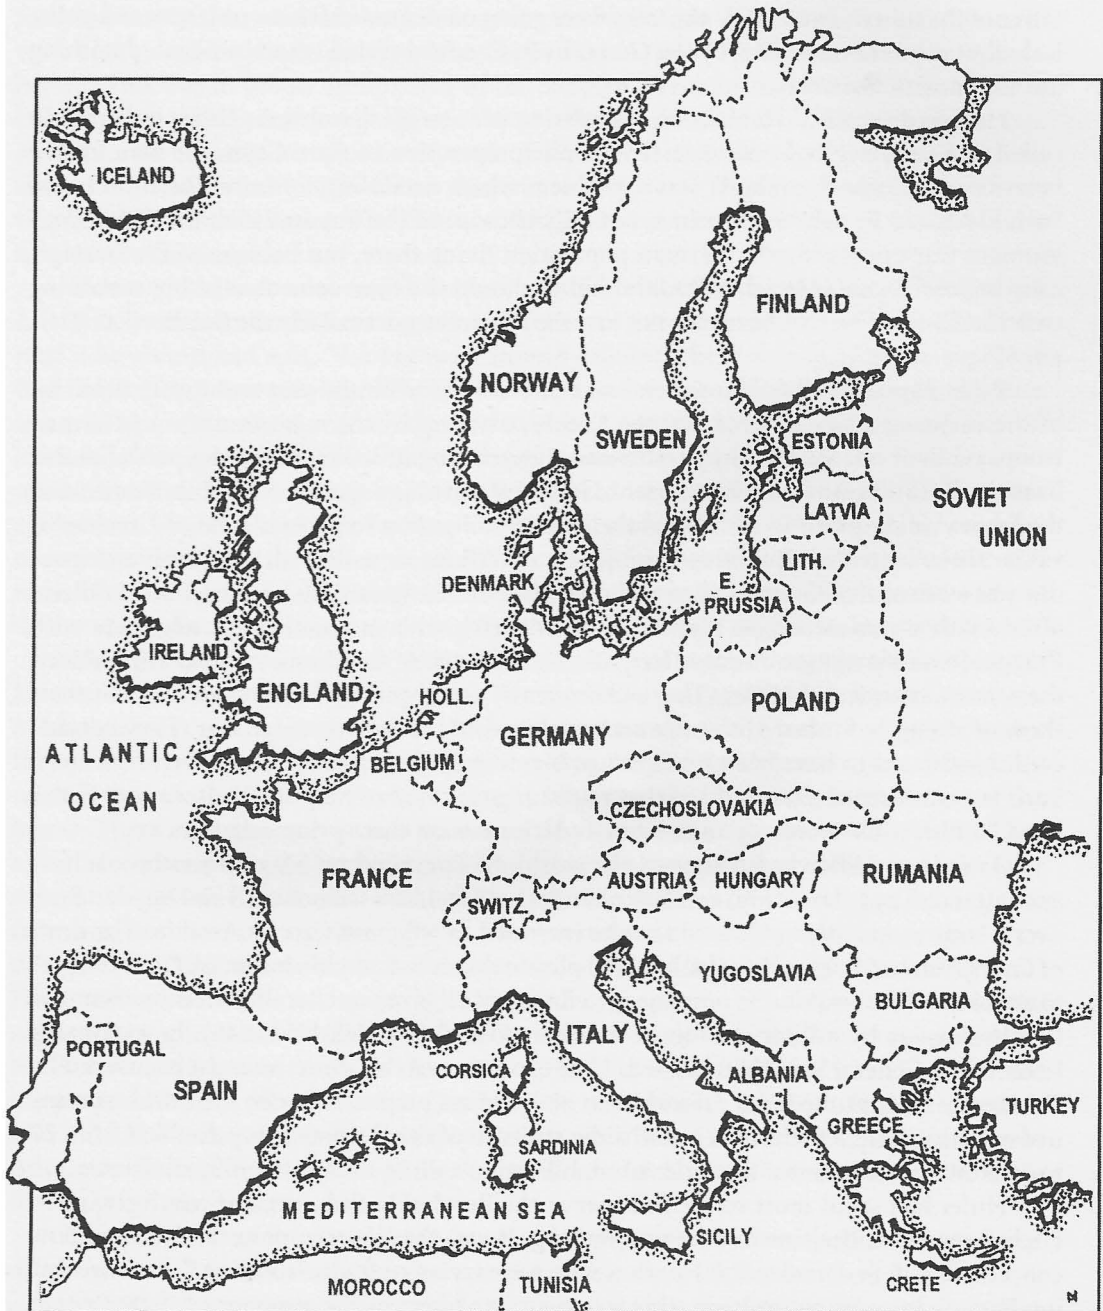 ICELAND
FINLAND
NORWAY
SWEDEN
ESTONIA
SOVIET
UNION
LATVIA
LITH.
DENMARK
E.
PRUSSIA
IRELAND
ENGLAND
HOLL.
POLAND
GERMANY
ATLANTIC
OCEAN
BELGIUM
CZECHOSLOVAKIA
FRANCE
AUSTRIA
HUNGARY
RUMANIA
SWITZ
YUGOSLAVIA
BULGARIA
ITALY
PORTUGAL
CORSICA
ALBANIA
SPAIN
TURKEY
GREECE
SARDINIA
MEDITERRANEAN SEA
SICILY
MOROCCO
TUNISIA
CRETE